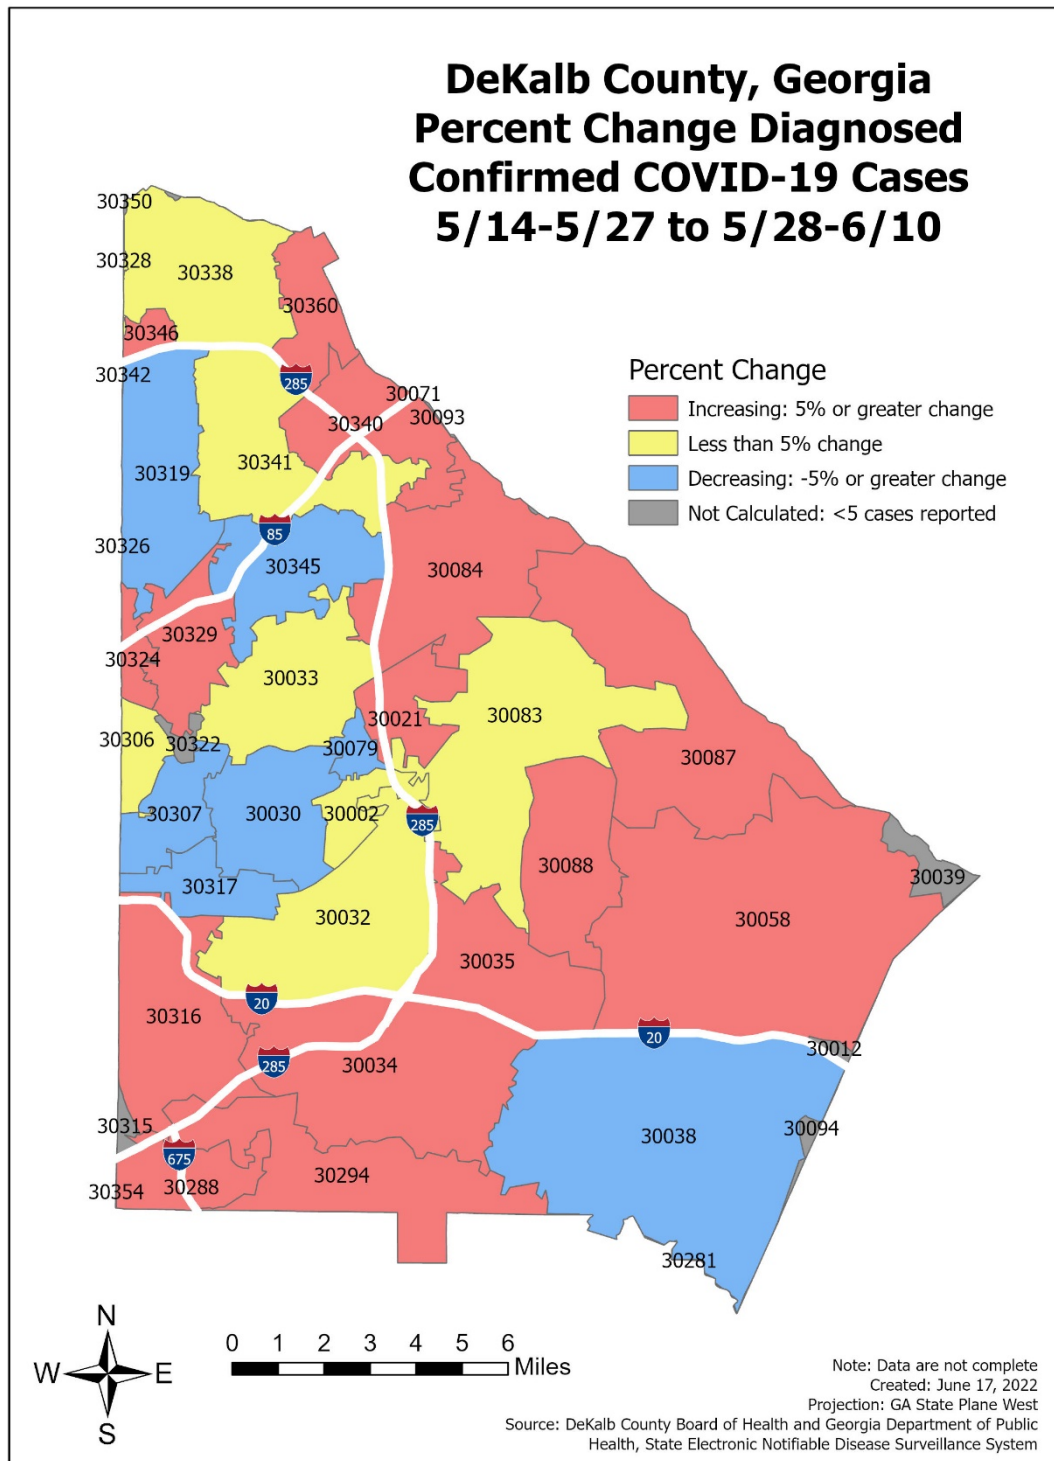 DeKalb County, Georgia
Percent Change Diagnosed
Confirmed COVID-19 Cases
5/14-5/27 to 5/28-6/10
30350
30328
30338
30360
30346
30342
285
30071
30093
30340
30341
30319
Percent Change
Increasing: 5% or greater change
Less than 5% change
Decreasing: -5% or greater change
Not Calculated: <5 cases reported
85
30326
30345
30084
30329
30324
30033
30083
30021
30306
30322
30079
30087
30307
30030
30002
285
30088
30039
30317
30032
30058
30035
20
30316
20
30012
285
30034
30315
30038
30094
675
30354
30288
30294
30281
N
W
E
S
0 1 2 3 4 5 6
Miles
Note: Data are not complete
Created: June 17, 2022
Projection: GA State Plane West
Source: DeKalb County Board of Health and Georgia Department of Public
Health, State Electronic Notifiable Disease Surveillance System